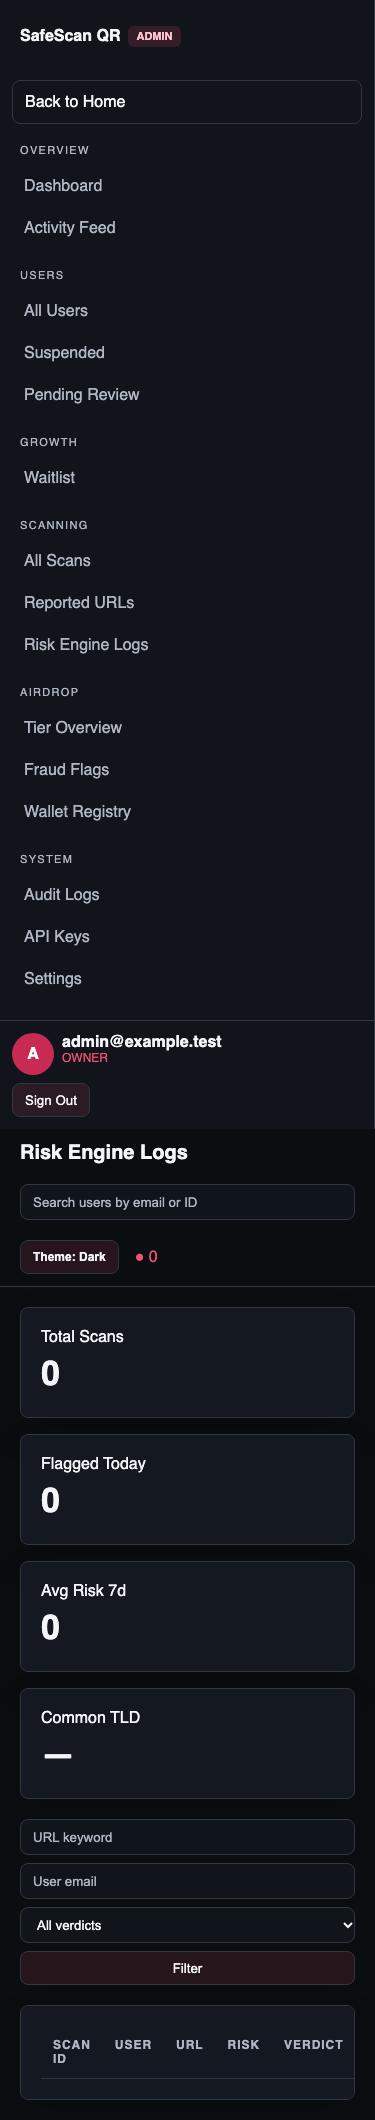 SafeScan QR ADMIN
Back to Home
OVERVIEW
Dashboard
Activity Feed
USERS
All Users
Suspended
Pending Review
GROWTH
Waitlist
SCANNING
All Scans
Reported URLs
Risk Engine Logs
AIRDROP
Tier Overview
Fraud Flags
Wallet Registry
SYSTEM
Audit Logs
API Keys
Settings
A admin@example.test
OWNER
Sign Out
Risk Engine Logs
Search users by email or ID
Theme: Dark ● 0
Total Scans
0
Flagged Today
0
Avg Risk 7d
0
Common TLD
—
URL keyword
User email
All verdicts
Filter
SCAN ID USER URL RISK VERDICT